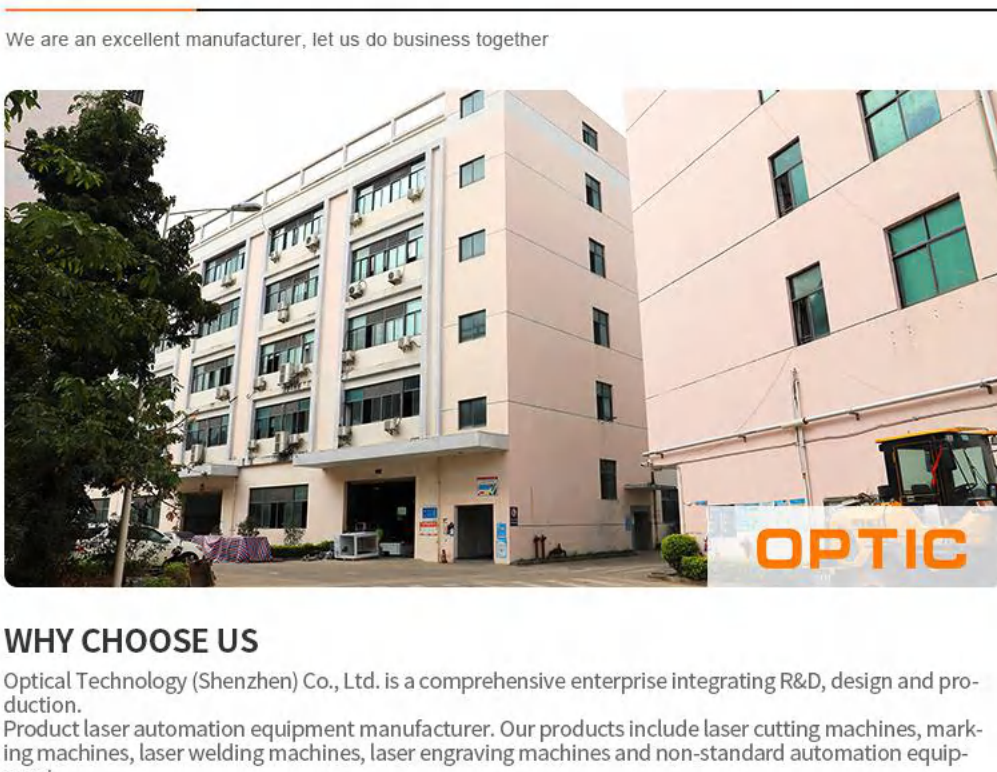 We are an excellent manufacturer, let us do business together
OPTIC
WHY CHOOSE US
Optical Technology (Shenzhen) Co., Ltd. is a comprehensive enterprise integrating R&D, design and pro-
duction.
Product laser automation equipment manufacturer. Our products include laser cutting machines, mark-
ing machines, laser welding machines, laser engraving machines and non-standard automation equip-